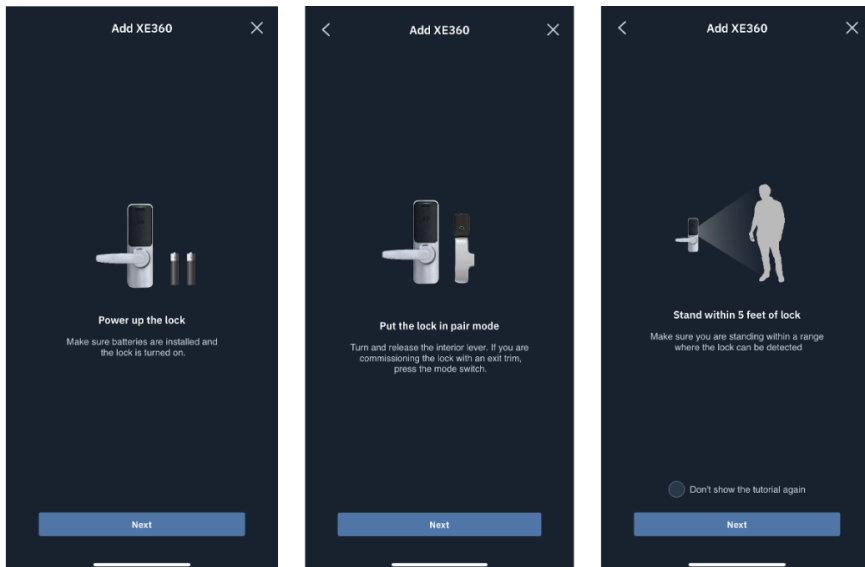 Add XE360
Power up the lock
Make sure batteries are installed and
the lock is turned on.
Next
Add XE360
Put the lock in pair mode
Turn and release the interior lever. If you are
commissioning the lock with an exit trim,
press the mode switch.
Next
Add XE360
Stand within 5 feet of lock
Make sure you are standing within a range
where the lock can be detected
Don't show the tutorial again
Next